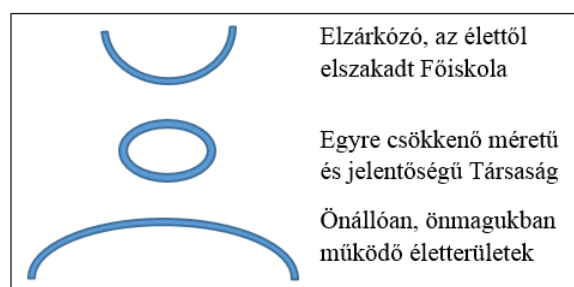 Elzárkózó, az élettől
elszakadt Főiskola
Egyre csökkenő méretű
és jelentőségű Társaság
Önállóan, önmagukban
működő életterületek